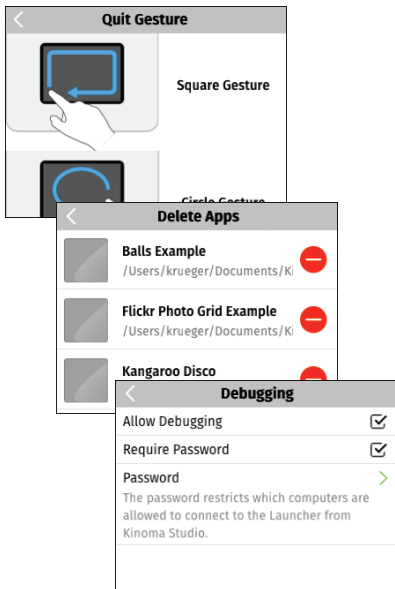 Quit Gesture
Square Gesture
Circle Gesture
Delete Apps
Balls Example
/Users/krueger/Documents/Ki
Flickr Photo Grid Example
/Users/krueger/Documents/Ki
Kangaroo Disco
Debugging
Allow Debugging
Require Password
Password
The password restricts which computers are
allowed to connect to the Launcher from
Kinoma Studio.